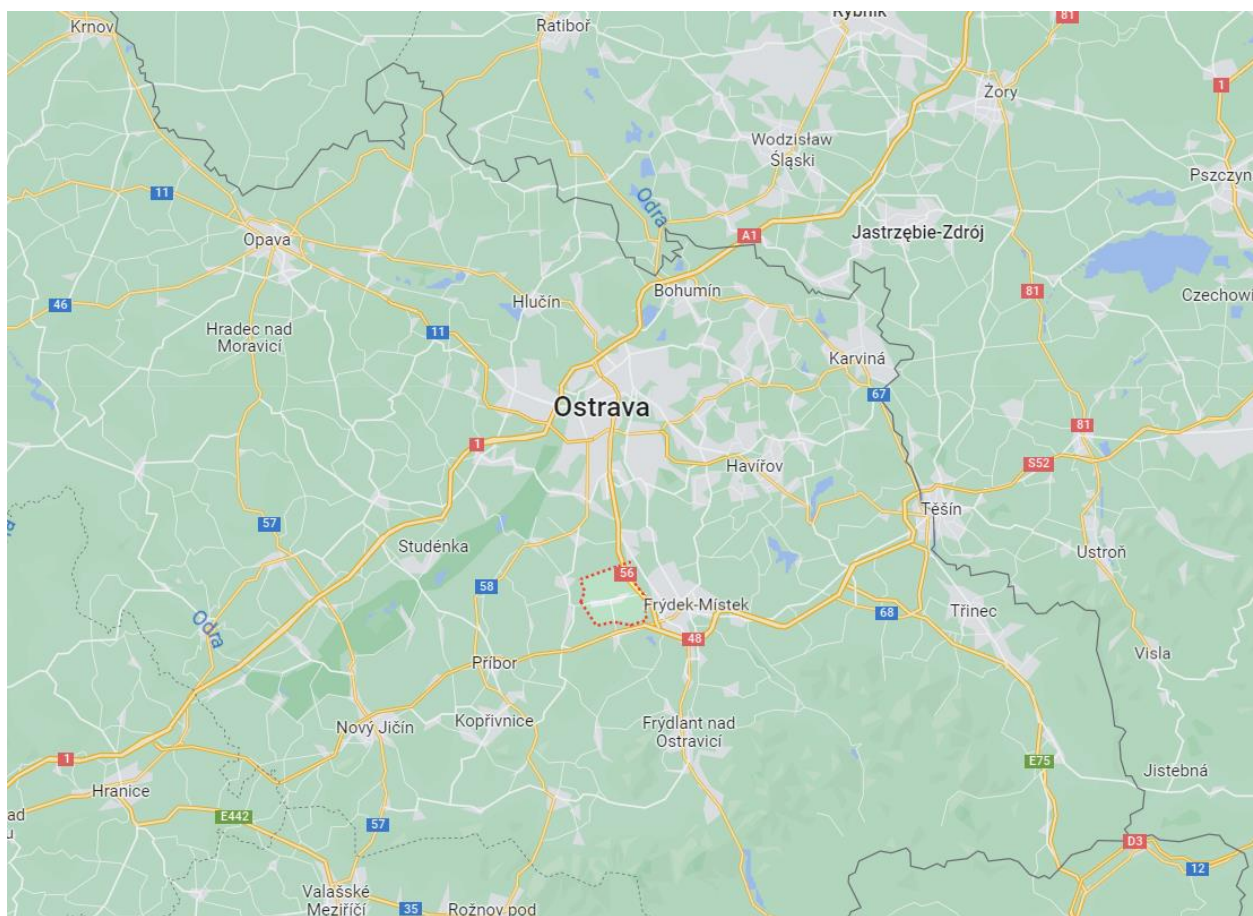 Krnov
Ratiboř
Rybnik
81
1
Żory
Wodzisław
Śląski
Pszczyn
11
Odra
Opava
A1
Jastrzębie-Zdrój
46
Hlučín
Bohumín
81
Czechowi
Hradec nad
Moravicí
11
Karviná
67
Ostrava
1
81
Havířov
S52
Těšín
57
Studénka
Ustroň
56
58
Frýdek-Místek
68
Třinec
Odra
48
Příbor
Visla
Nový Jičín
Kopřivnice
Frýdlant nad
Ostravicí
1
E75
Jistebná
Hranice
ad
u
E442
57
D3
12
Valašské
Meziříčí
35
Rožnov pod